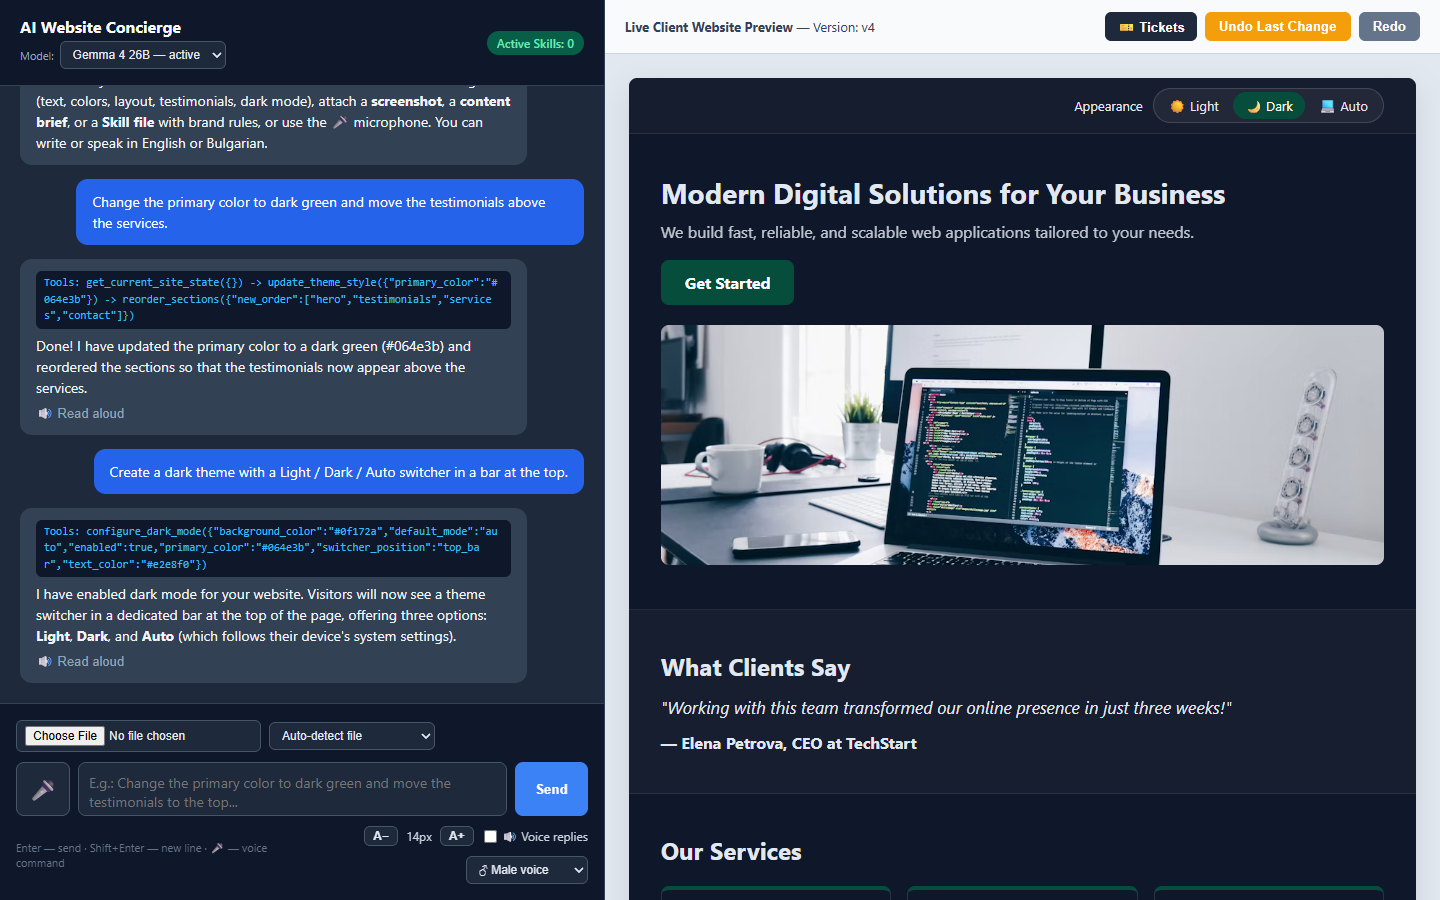 AI Website Concierge
Model: Gemma 4 26B — active
Active Skills: 0
(text, colors, layout, testimonials, dark mode), attach a screenshot, a content
brief, or a Skill file with brand rules, or use the 🎤 microphone. You can
write or speak in English or Bulgarian.
Change the primary color to dark green and move the testimonials above
the services.
Tools: get_current_site_state({}) -> update_theme_style({"primary_color":"#
064e3b"}) -> reorder_sections({"new_order":["hero","testimonials","service
s","contact"]})
Done! I have updated the primary color to a dark green (#064e3b) and
reordered the sections so that the testimonials now appear above the
services.
🔊 Read aloud
Create a dark theme with a Light / Dark / Auto switcher in a bar at the top.
Tools: configure_dark_mode({"background_color":"#0f172a","default_mode":"au
to","enabled":true,"primary_color":"#064e3b","switcher_position":"top_ba
r","text_color":"#e2e8f0"})
I have enabled dark mode for your website. Visitors will now see a theme
switcher in a dedicated bar at the top of the page, offering three options:
Light, Dark, and Auto (which follows their device's system settings).
🔊 Read aloud
Choose File No file chosen
Auto-detect file
E.g.: Change the primary color to dark green and move the
testimonials to the top...
Send
A− 14px A+ 🔊 Voice replies
Enter — send · Shift+Enter — new line · 🎤 — voice
command
♂ Male voice
Live Client Website Preview — Version: v4
🎫 Tickets
Undo Last Change
Redo
Appearance
🌞 Light
🌙 Dark
💻 Auto
Modern Digital Solutions for Your Business
We build fast, reliable, and scalable web applications tailored to your needs.
Get Started
What Clients Say
"Working with this team transformed our online presence in just three weeks!"
— Elena Petrova, CEO at TechStart
Our Services